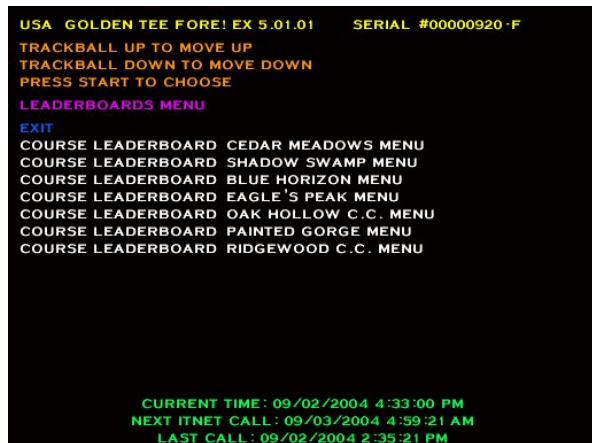 USA GOLDEN TEE FORE! EX 5.01.01 SERIAL #00000920-F
TRACKBALL UP TO MOVE UP
TRACKBALL DOWN TO MOVE DOWN
PRESS START TO CHOOSE
LEADERBOARDS MENU
EXIT
COURSE LEADERBOARD CEDAR MEADOWS MENU
COURSE LEADERBOARD SHADOW SWAMP MENU
COURSE LEADERBOARD BLUE HORIZON MENU
COURSE LEADERBOARD EAGLE'S PEAK MENU
COURSE LEADERBOARD OAK HOLLOW C.C. MENU
COURSE LEADERBOARD PAINTED GORGE MENU
COURSE LEADERBOARD RIDGEWOOD C.C. MENU
CURRENT TIME: 09/02/2004 4:33:00 PM
NEXT ITNET CALL: 09/03/2004 4:59:21 AM
LAST CALL: 09/02/2004 2:35:21 PM